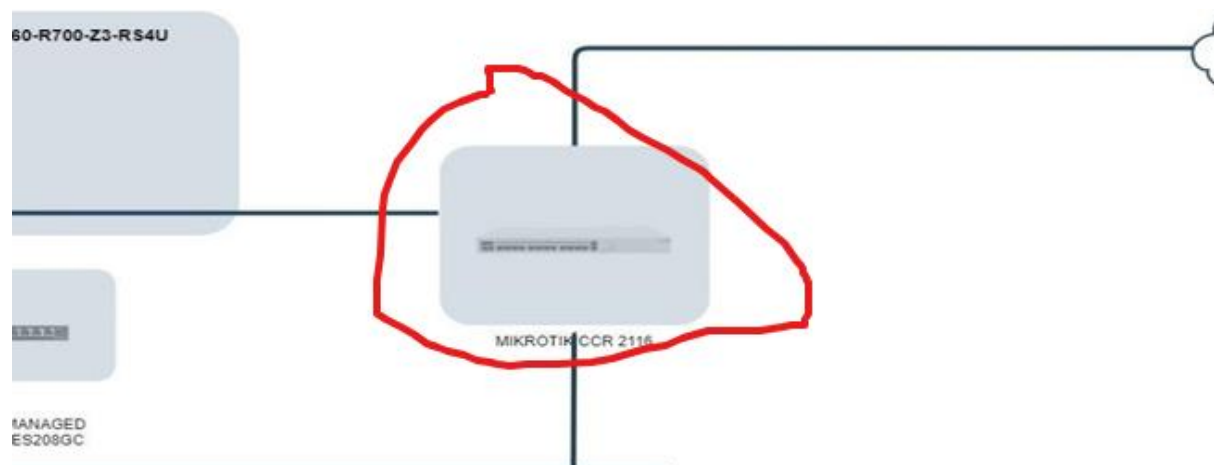 60-R700-Z3-RS4U
MIKROTIK CCR 2116
MANAGED
ES208GC